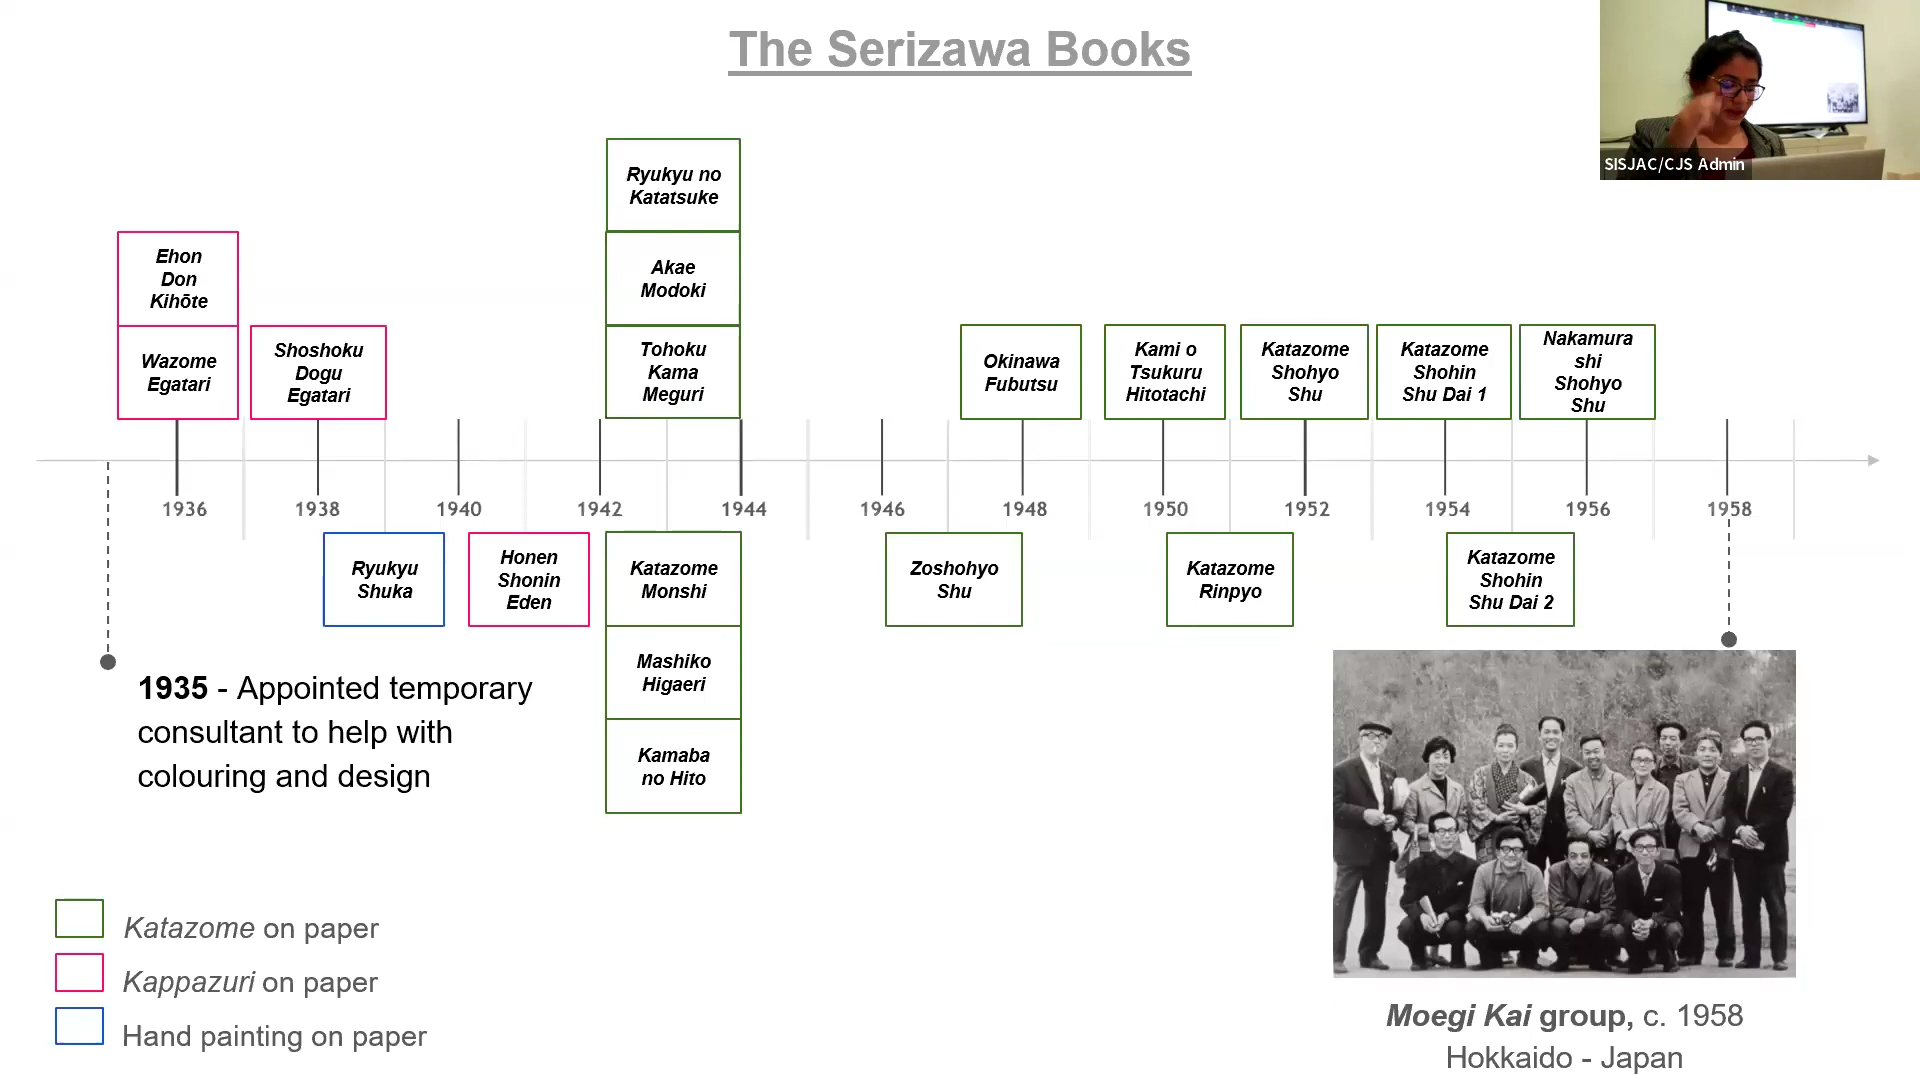 The Serizawa Books
SISJAC/CJS Admin
Ryukyu no
Katatsuke
Ehon
Don
Kihōte
Akae
Modoki
Wazome
Egatari
Shoshoku
Dogu
Egatari
Tohoku
Kama
Meguri
Okinawa
Fubutsu
Kami o
Tsukuru
Hitotachi
Katazome
Shohyo
Shu
Katazome
Shohin
Shu Dai 1
Nakamura
shi
Shohyo
Shu
1936
1938
1940
1942
1944
1946
1948
1950
1952
1954
1956
1958
Ryukyu
Shuka
Honen
Shonin
Eden
Katazome
Monshi
Zoshohyo
Shu
Katazome
Rinpyo
Katazome
Shohin
Shu Dai 2
Mashiko
Higaeri
Kamaba
no Hito
1935 - Appointed temporary
consultant to help with
colouring and design
Katazome on paper
Kappazuri on paper
Hand painting on paper
Moegi Kai group, c. 1958
Hokkaido - Japan